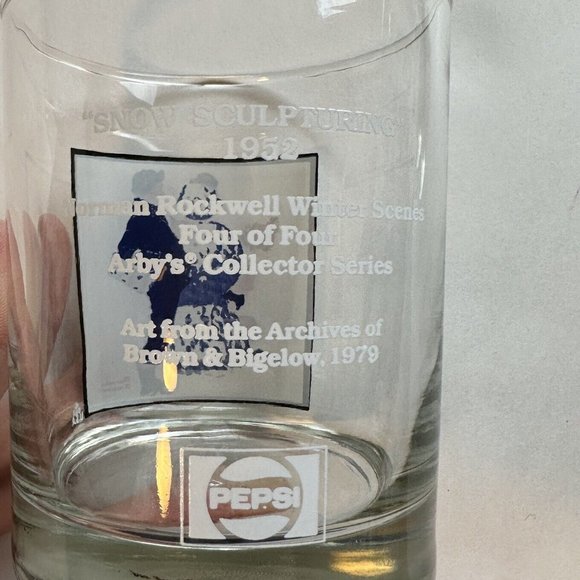 "SNOW SCULPTURING"
1952
Norman Rockwell Winter Scenes
Four of Four
Arby's® Collector Series
Art from the Archives of
Brown & Bigelow, 1979
PEPSI